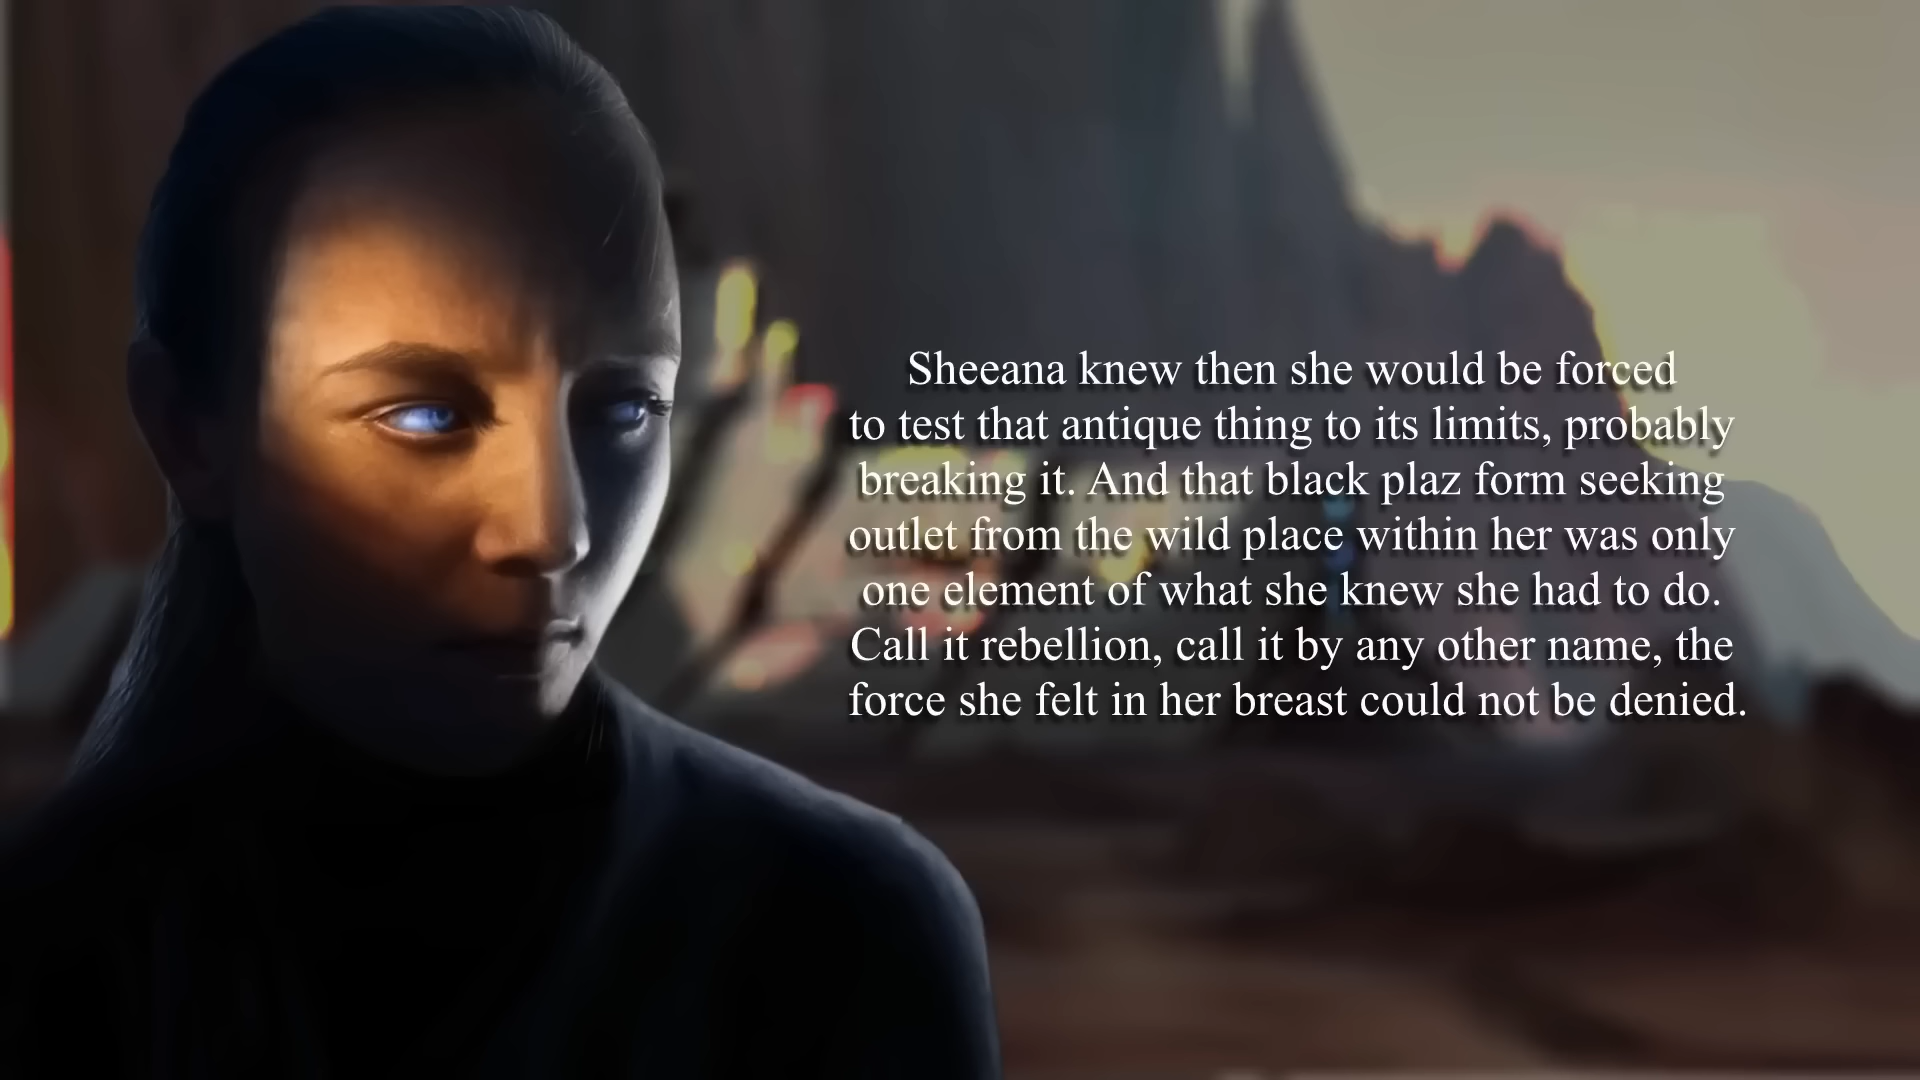 Sheeana knew then she would be forced
to test that antique thing to its limits, probably
breaking it. And that black plaz form seeking
outlet from the wild place within her was only
one element of what she knew she had to do.
Call it rebellion, call it by any other name, the
force she felt in her breast could not be denied.